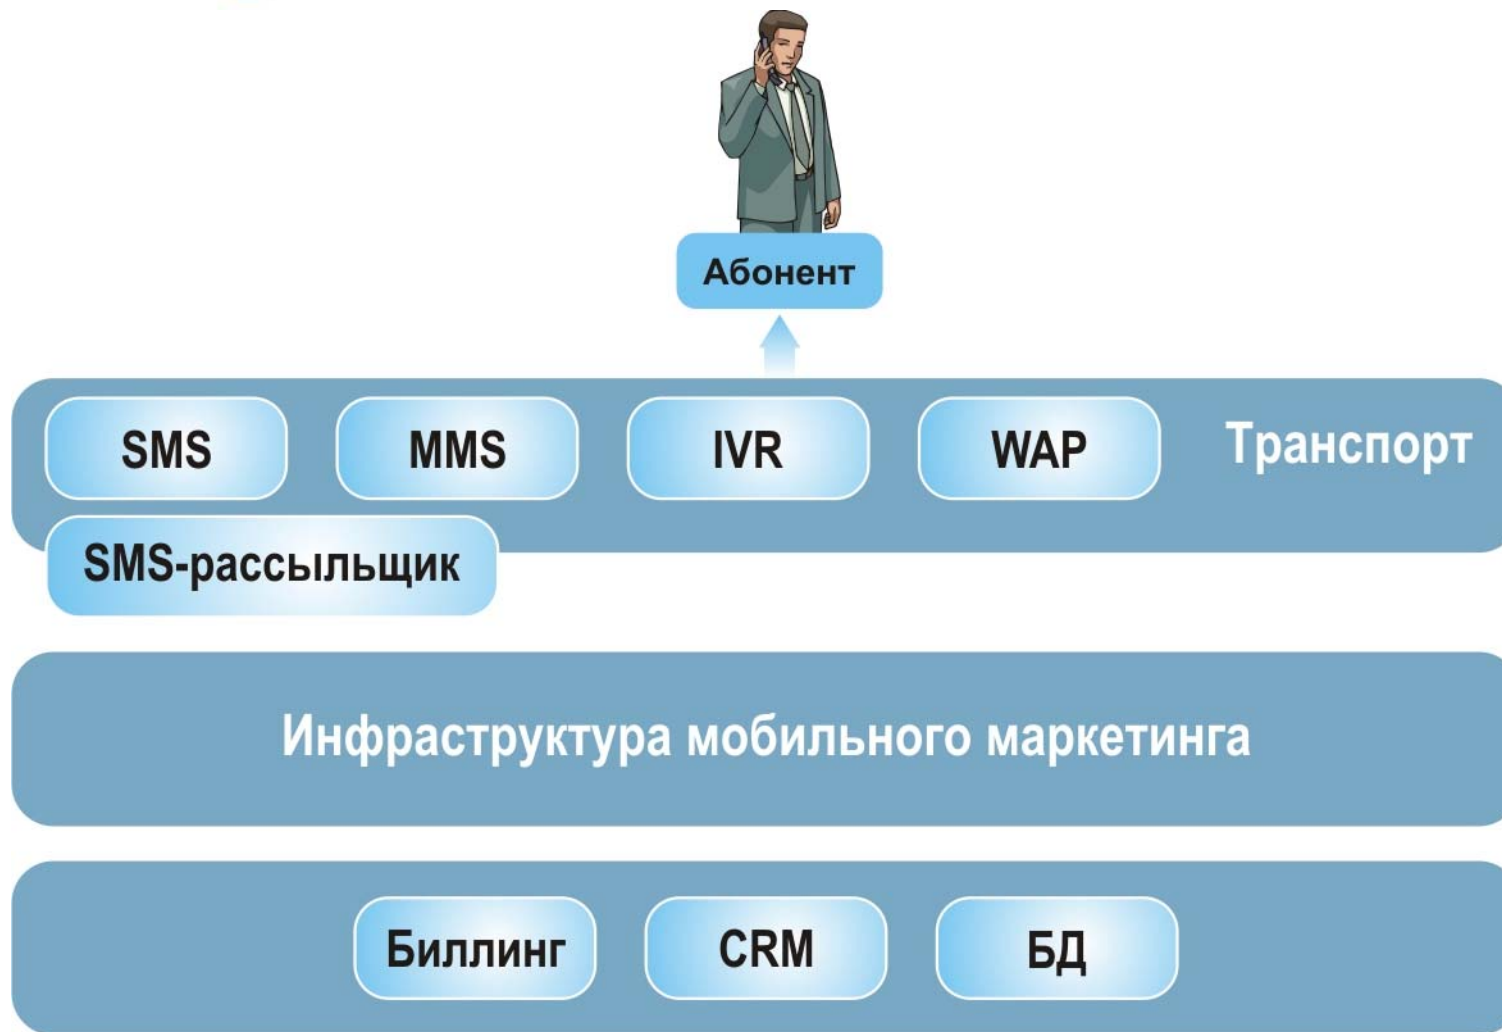 Абонент
SMS
MMS
IVR
WAP
Транспорт
SMS-рассыльщик
Инфраструктура мобильного маркетинга
Биллинг
CRM
БД